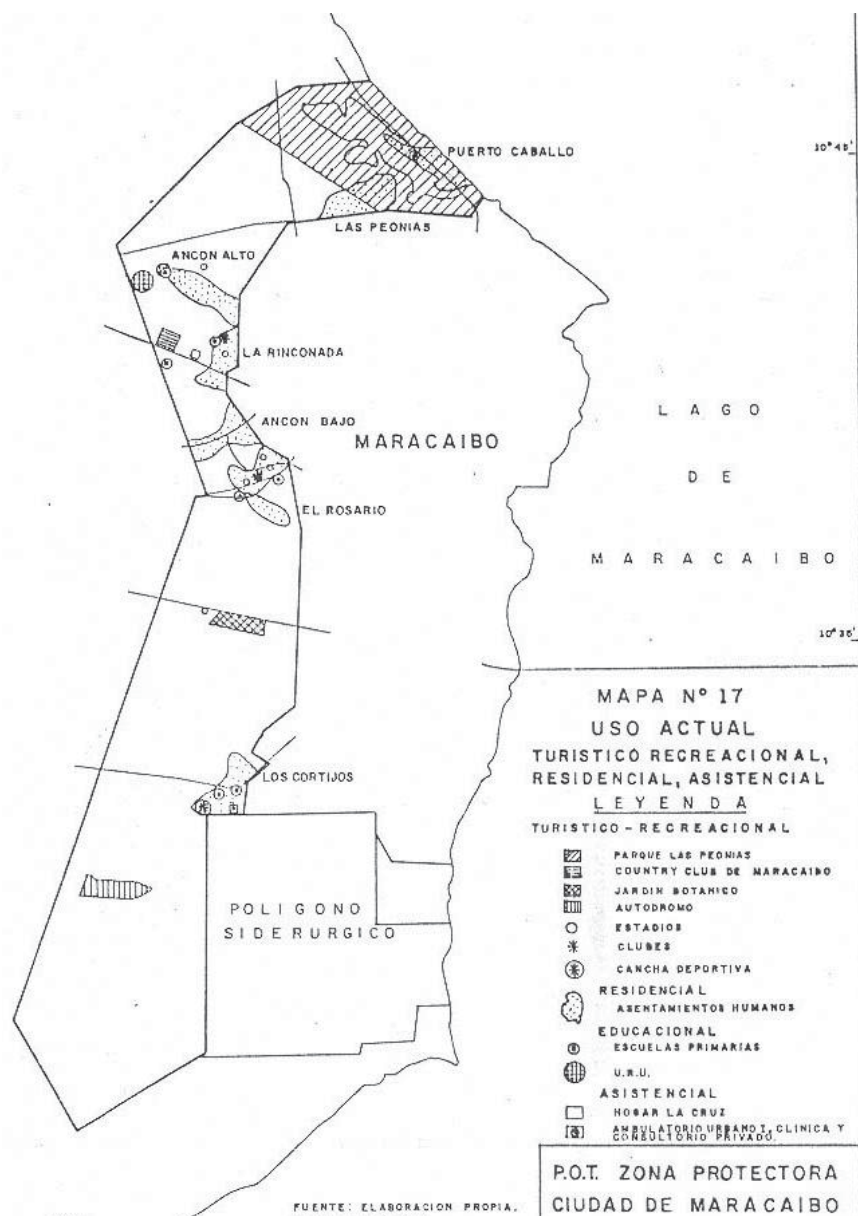 PUERTO CABALLO
10° 45'
LAS PEONIAS
ANCON ALTO
LA RINCONADA
ANCON BAJO
MARACAIBO
EL ROSARIO
LAGO
DE
MARACAIBO
10° 35'
LOS CORTIJOS
POLIGONO
SIDERURGICO
MAPA N° 17
USO ACTUAL
TURISTICO RECREACIONAL,
RESIDENCIAL, ASISTENCIAL
LEYENDA
TURISTICO - RECREACIONAL
PARQUE LAS PEONIAS
COUNTRY CLUB DE MARACAIBO
JARDIN BOTANICO
AUTODROMO
ESTADIOS
CLUBES
CANCHA DEPORTIVA
RESIDENCIAL
ASENTAMIENTOS HUMANOS
EDUCACIONAL
ESCUELAS PRIMARIAS
U.R.U.
ASISTENCIAL
HOGAR LA CRUZ
AMBULATORIO URBANO I, CLINICA Y
CONSULTORIO PRIVADO.
P.O.T. ZONA PROTECTORA
CIUDAD DE MARACAIBO
FUENTE: ELABORACION PROPIA.